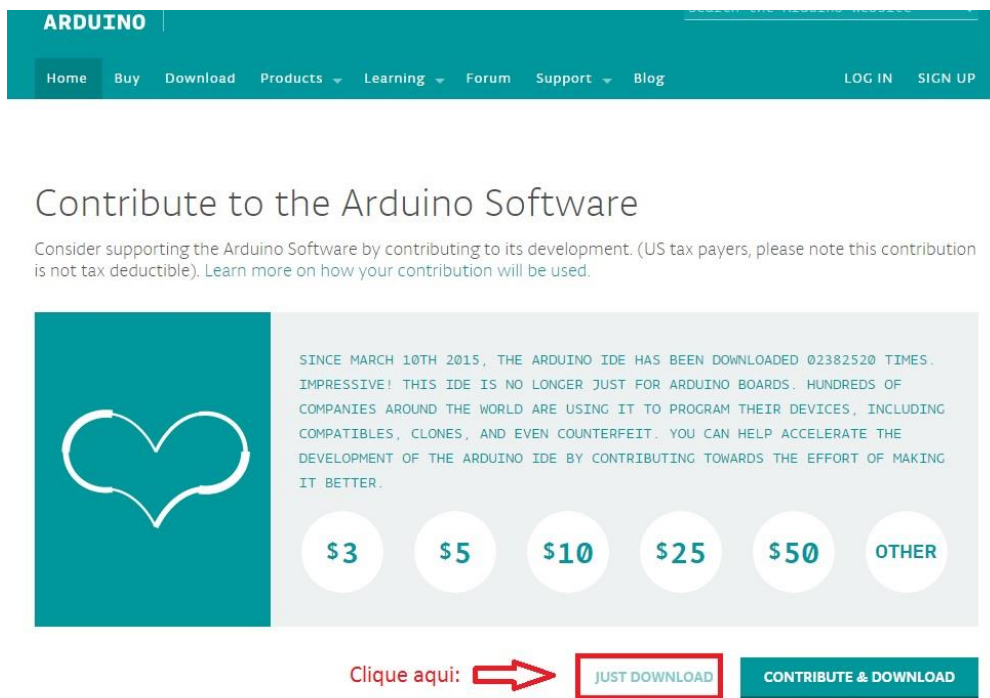 ARDUINO
Search the Arduino Website
Home Buy Download Products Learning Forum Support Blog LOG IN SIGN UP
Contribute to the Arduino Software
Consider supporting the Arduino Software by contributing to its development. (US tax payers, please note this contribution
is not tax deductible). Learn more on how your contribution will be used.
SINCE MARCH 10TH 2015, THE ARDUINO IDE HAS BEEN DOWNLOADED 02382520 TIMES.
IMPRESSIVE! THIS IDE IS NO LONGER JUST FOR ARDUINO BOARDS. HUNDREDS OF
COMPANIES AROUND THE WORLD ARE USING IT TO PROGRAM THEIR DEVICES, INCLUDING
COMPATIBLES, CLONES, AND EVEN COUNTERFEIT. YOU CAN HELP ACCELERATE THE
DEVELOPMENT OF THE ARDUINO IDE BY CONTRIBUTING TOWARDS THE EFFORT OF MAKING
IT BETTER.
$3 $5 $10 $25 $50 OTHER
Clique aqui: JUST DOWNLOAD CONTRIBUTE & DOWNLOAD